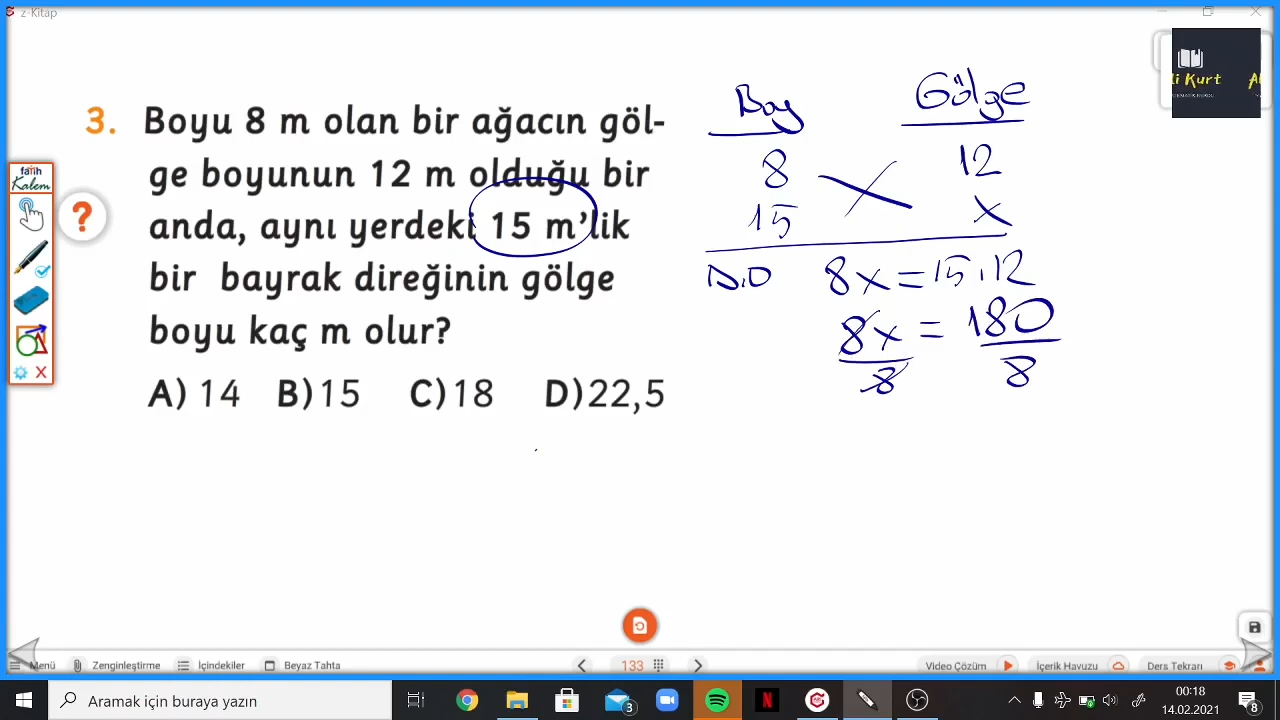 z-Kitap
li Kurt
3. Boyu 8 m olan bir ağacın göl-
ge boyunun 12 m olduğu bir
anda, aynı yerdeki 15 m'lik
bir bayrak direğinin gölge
boyu kaç m olur?
A) 14 B) 15 C) 18 D) 22,5
fatih
Kalem
?
Boy Gölge
8 12
15 x
D.O 8x = 15.12
8x = 180
8 8
Menü Zenginleştirme İçindekiler Beyaz Tahta 133 Video Çözüm İçerik Havuzu Ders Tekrarı
Aramak için buraya yazın
3
00:18
14.02.2021
8